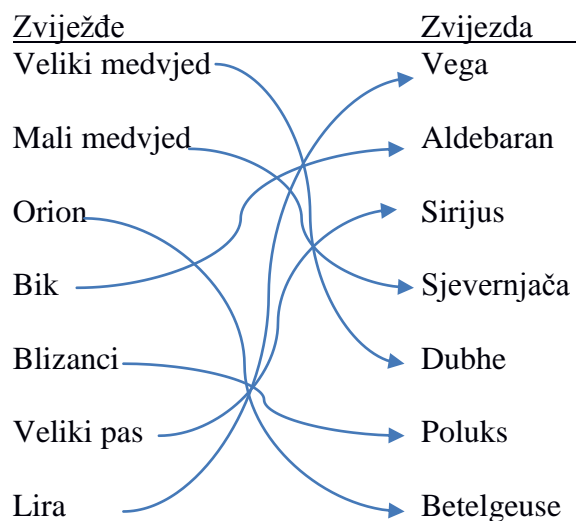 Zviježđe Zvijezda
Veliki medvjed Vega
Mali medvjed Aldebaran
Orion Sirijus
Bik Sjevernjača
Blizanci Dubhe
Veliki pas Poluks
Lira Betelgeuse